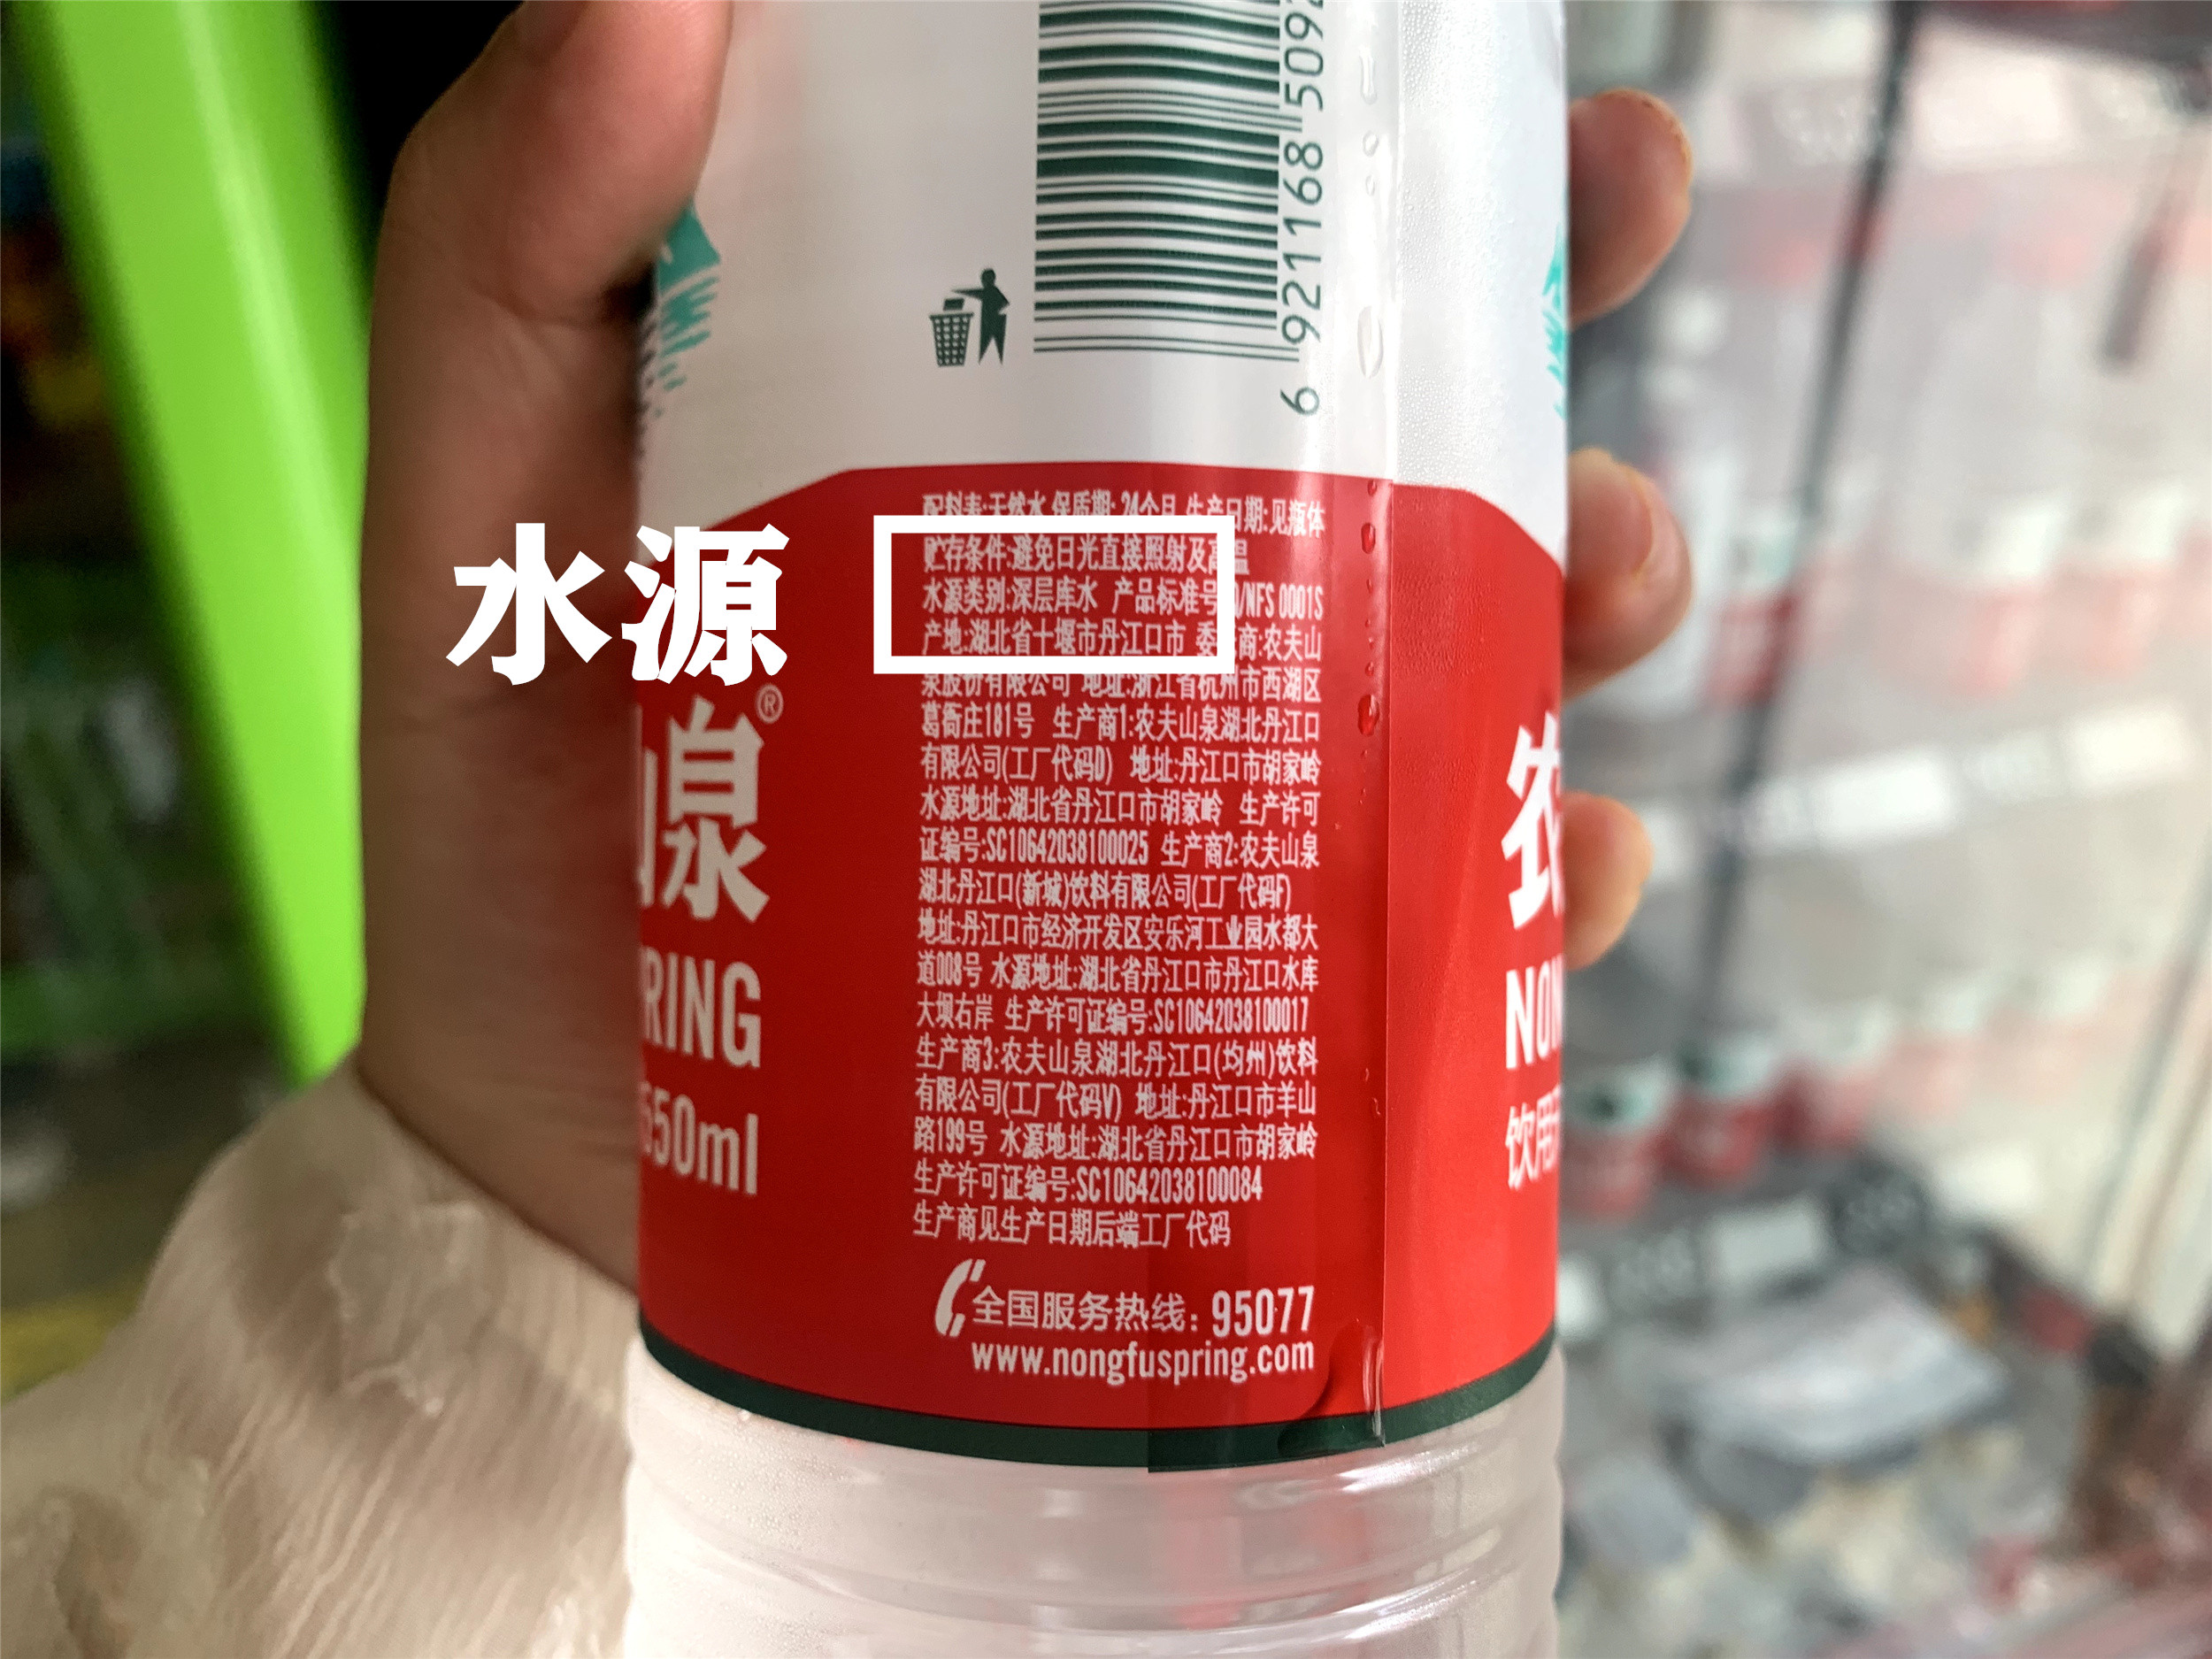 6 921168 5092
水源
配料表:天然水 保质期: 24个月 生产日期:见瓶体
贮存条件:避免日光直接照射及高温
水源类别:深层库水 产品标准号 /NFS 0001S
产地:湖北省十堰市丹江口市 委 商:农夫山
泉股份有限公司 地址:浙江省杭州市西湖区
葛衙庄181号 生产商1:农夫山泉湖北丹江口
有限公司(工厂代码D) 地址:丹江口市胡家岭
水源地址:湖北省丹江口市胡家岭 生产许可
证编号:SC10642038100025 生产商2:农夫山泉
湖北丹江口(新城)饮料有限公司(工厂代码F)
地址:丹江口市经济开发区安乐河工业园水都大
道008号 水源地址:湖北省丹江口市丹江口水库
大坝右岸 生产许可证编号:SC10642038100017
生产商3:农夫山泉湖北丹江口(均州)饮料
有限公司(工厂代码V) 地址:丹江口市羊山
路199号 水源地址:湖北省丹江口市胡家岭
生产许可证编号:SC10642038100084
生产商见生产日期后端工厂代码
全国服务热线: 95077
www.nongfuspring.com
山泉®
PRING
550ml
农
NON
饮用